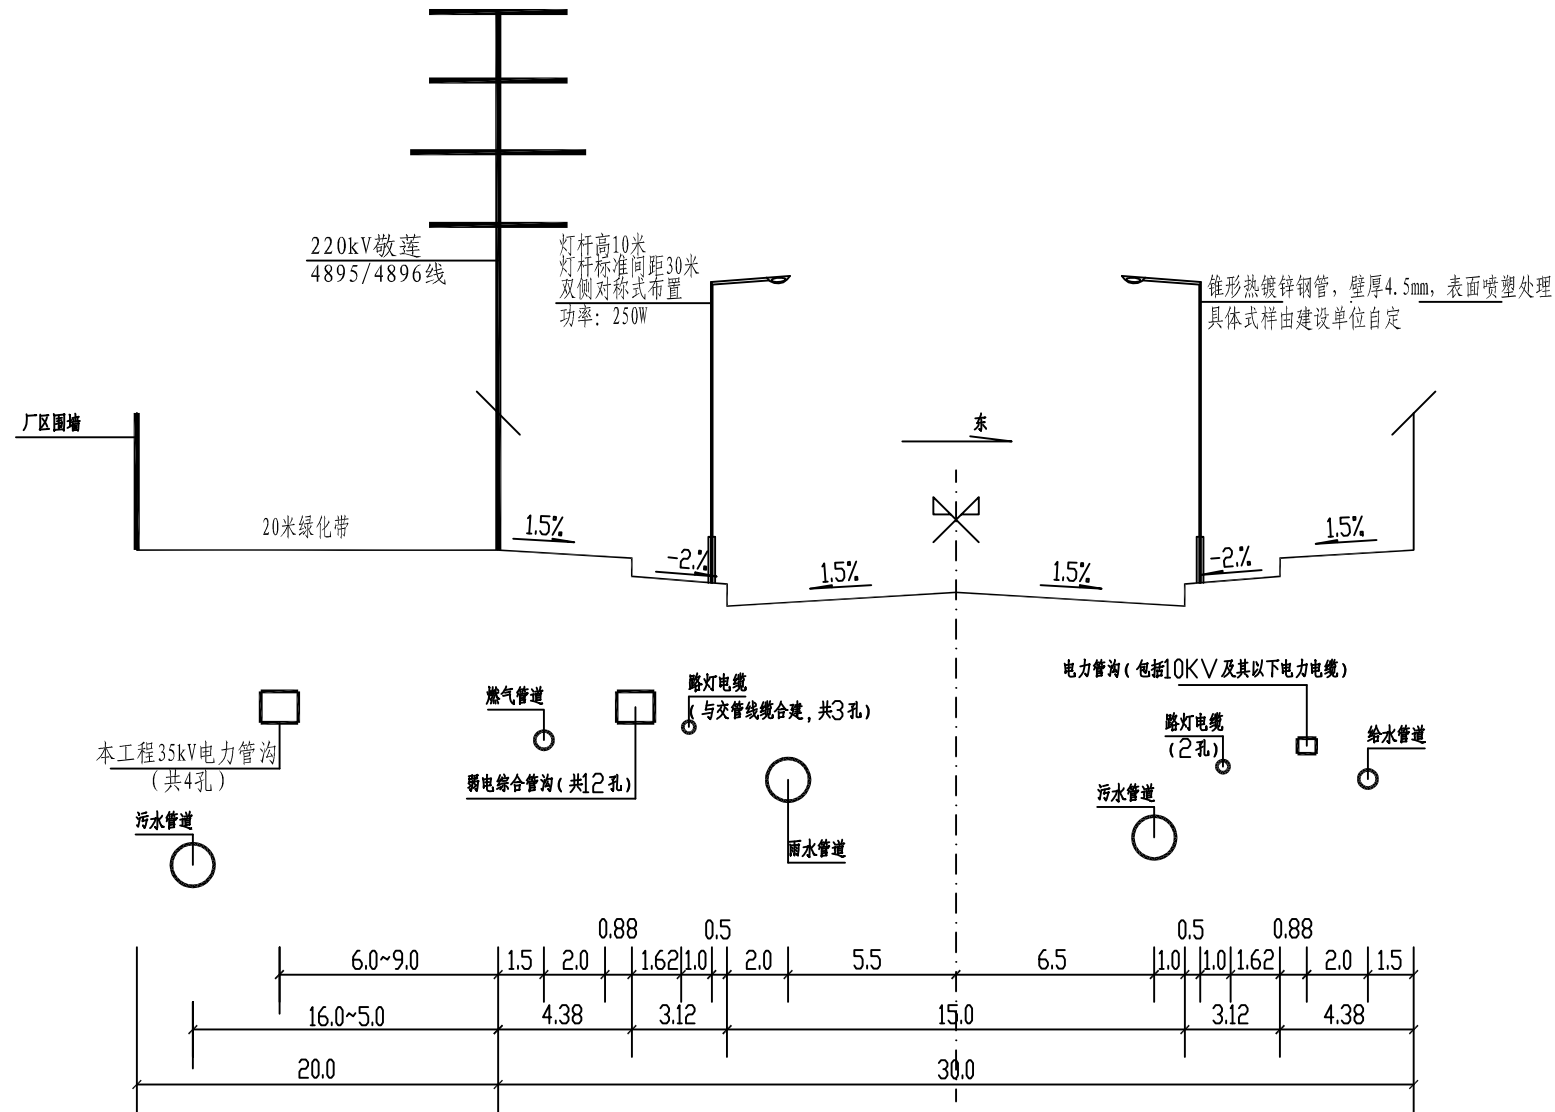 220kV敬莲
4895/4896线
灯杆高10米
灯杆标准间距30米
双侧对称式布置
功率：250W
锥形热镀锌钢管，壁厚4.5mm，表面喷塑处理
具体式样由建设单位自定
厂区围墙
东
20米绿化带
1.5%
-2.%
1.5%
1.5%
-2.%
1.5%
电力管沟(包括10KV及其以下电力电缆)
燃气管道
路灯电缆
(与交管线缆合建,共3孔)
路灯电缆
(2孔)
给水管道
本工程35kV电力管沟
(共4孔)
弱电综合管沟(共12孔)
污水管道
污水管道
雨水管道
0.88 0.5 0.5 0.88
6.0~9.0 1.5 2.0 1.62 1.0 2.0 5.5 6.5 1.0 1.0 1.62 2.0 1.5
16.0~5.0 4.38 3.12 15.0 3.12 4.38
20.0 30.0